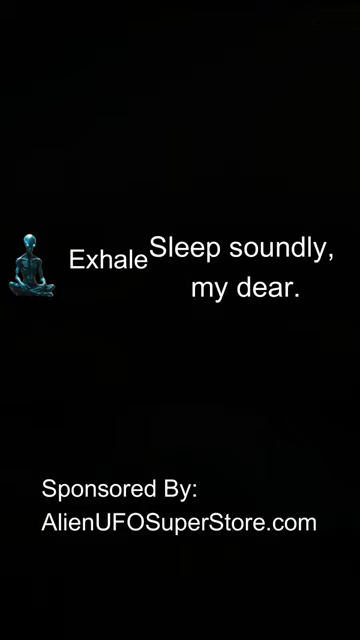 Exhale
Sleep soundly,
my dear.
Sponsored By:
AlienUFOSuperStore.com